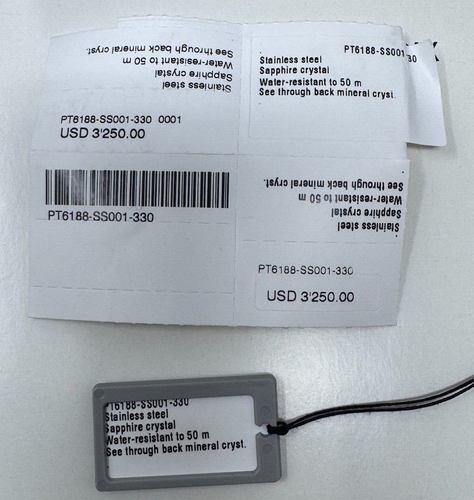 See through back mineral cryst.
Water-resistant to 50 m
Sapphire crystal
Stainless steel
PT6188-SS001-330 0001
USD 3'250.00
PT6188-SS001
30
Stainless steel
Sapphire crystal
Water-resistant to 50 m
See through back mineral cryst.
PT6188-SS001-330
See through back mineral cryst.
Water-resistant to 50 m
Sapphire crystal
Stainless steel
PT6188-SS001-330
USD 3'250.00
PT6188-SS001-330
Stainless steel
Sapphire crystal
Water-resistant to 50 m
See through back mineral cryst.